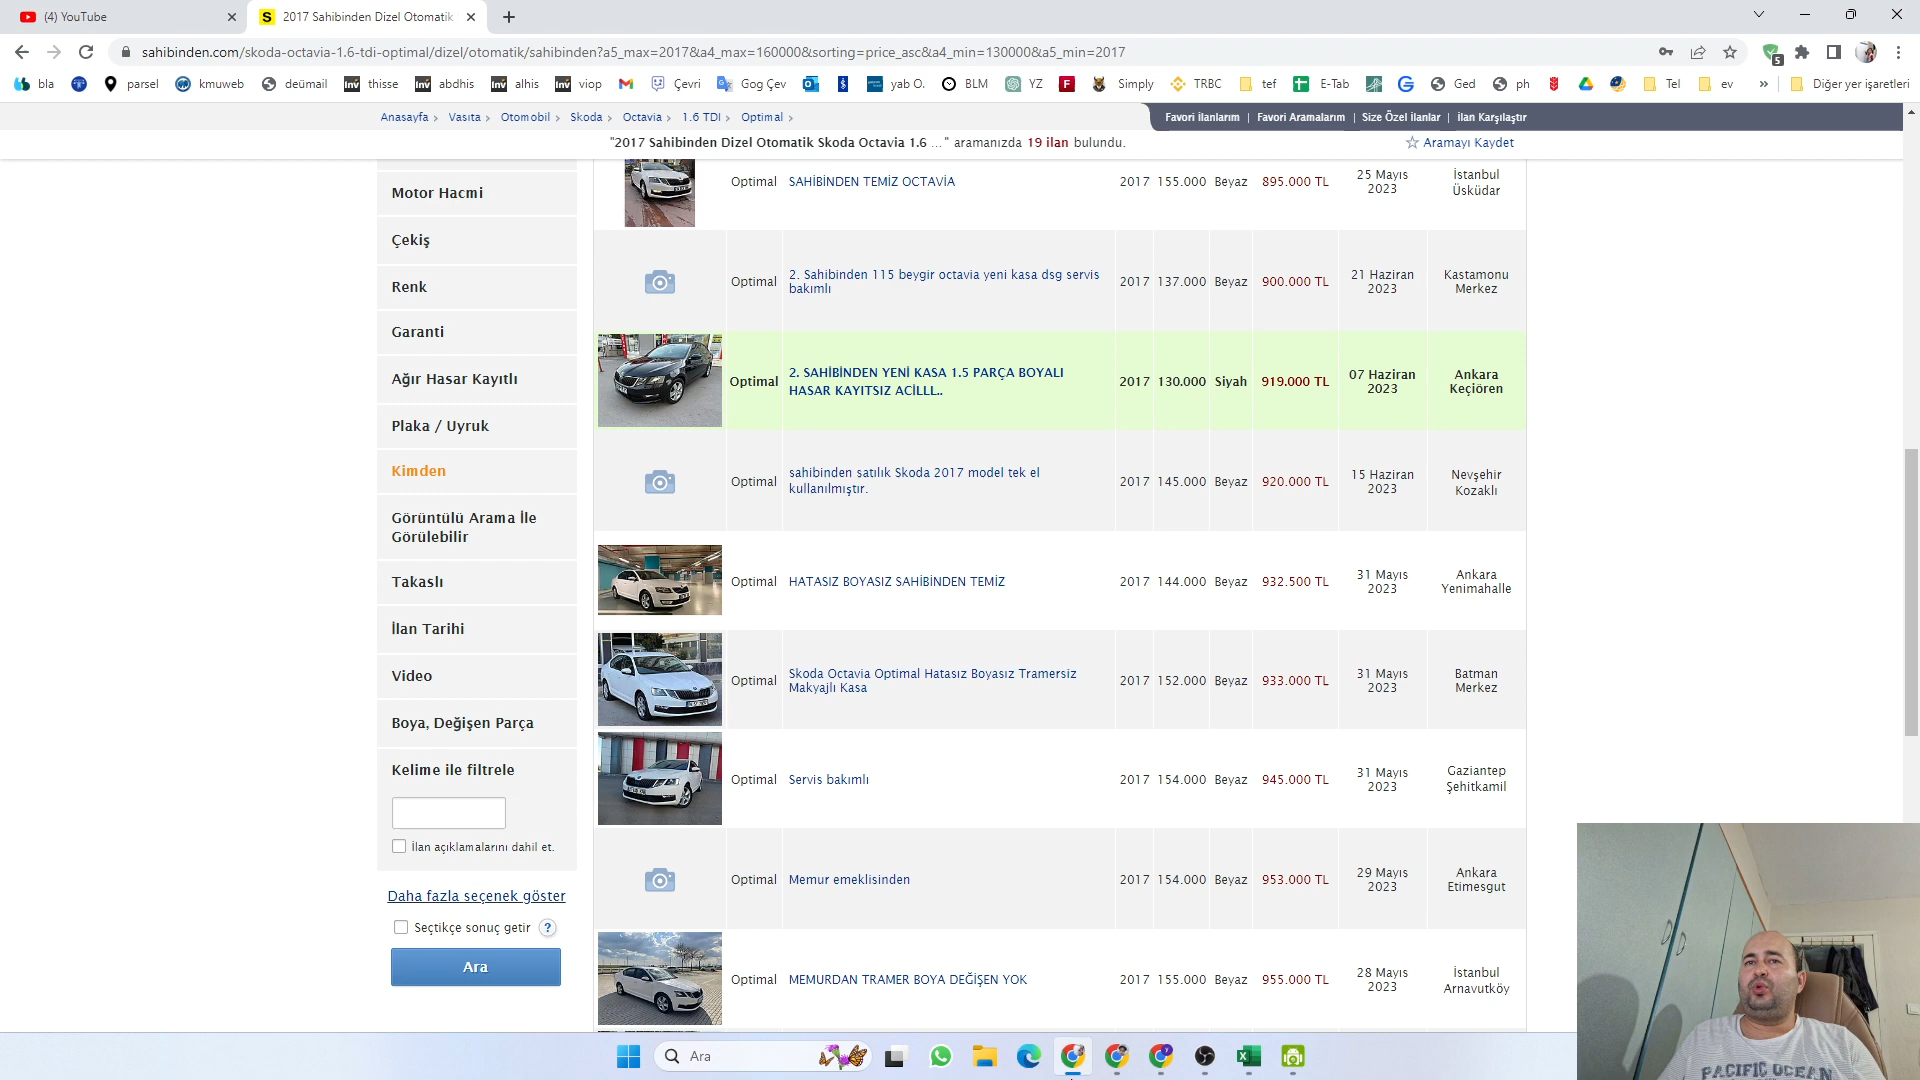 (4) YouTube
2017 Sahibinden Dizel Otomatik
sahibinden.com/skoda-octavia-1.6-tdi-optimal/dizel/otomatik/sahibinden?a5_max=2017&a4_max=160000&sorting=price_asc&a4_min=130000&a5_min=2017
5
bla parsel kmuweb deümail thisse abdhis alhis viop Çevri Gog Çev yab O. BLM YZ Simply TRBC tef E-Tab Ged ph Tel ev » Diğer yer işaretleri
Anasayfa Vasıta Otomobil Skoda Octavia 1.6 TDI Optimal
Favori İlanlarım | Favori Aramalarım | Size Özel İlanlar | İlan Karşılaştır
"2017 Sahibinden Dizel Otomatik Skoda Octavia 1.6 ... " aramanızda 19 ilan bulundu.
Aramayı Kaydet
Motor Hacmi
Çekiş
Renk
Garanti
Ağır Hasar Kayıtlı
Plaka / Uyruk
Kimden
Görüntülü Arama İle
Görülebilir
Takaslı
İlan Tarihi
Video
Boya, Değişen Parça
Kelime ile filtrele
İlan açıklamalarını dahil et.
Daha fazla seçenek göster
Seçtikçe sonuç getir ?
Ara
Optimal SAHİBİNDEN TEMİZ OCTAVİA 2017 155.000 Beyaz 895.000 TL 25 Mayıs 2023 İstanbul Üsküdar
Optimal 2. Sahibinden 115 beygir octavia yeni kasa dsg servis bakımlı 2017 137.000 Beyaz 900.000 TL 21 Haziran 2023 Kastamonu Merkez
Optimal 2. SAHİBİNDEN YENİ KASA 1.5 PARÇA BOYALI HASAR KAYITSIZ ACİLLL.. 2017 130.000 Siyah 919.000 TL 07 Haziran 2023 Ankara Keçiören
Optimal sahibinden satılık Skoda 2017 model tek el kullanılmıştır. 2017 145.000 Beyaz 920.000 TL 15 Haziran 2023 Nevşehir Kozaklı
Optimal HATASIZ BOYASIZ SAHİBİNDEN TEMİZ 2017 144.000 Beyaz 932.500 TL 31 Mayıs 2023 Ankara Yenimahalle
Optimal Skoda Octavia Optimal Hatasız Boyasız Tramersiz Makyajlı Kasa 2017 152.000 Beyaz 933.000 TL 31 Mayıs 2023 Batman Merkez
Optimal Servis bakımlı 2017 154.000 Beyaz 945.000 TL 31 Mayıs 2023 Gaziantep Şehitkamil
Optimal Memur emeklisinden 2017 154.000 Beyaz 953.000 TL 29 Mayıs 2023 Ankara Etimesgut
Optimal MEMURDAN TRAMER BOYA DEĞİŞEN YOK 2017 155.000 Beyaz 955.000 TL 28 Mayıs 2023 İstanbul Arnavutköy
Ara
PACIFIC OCEAN